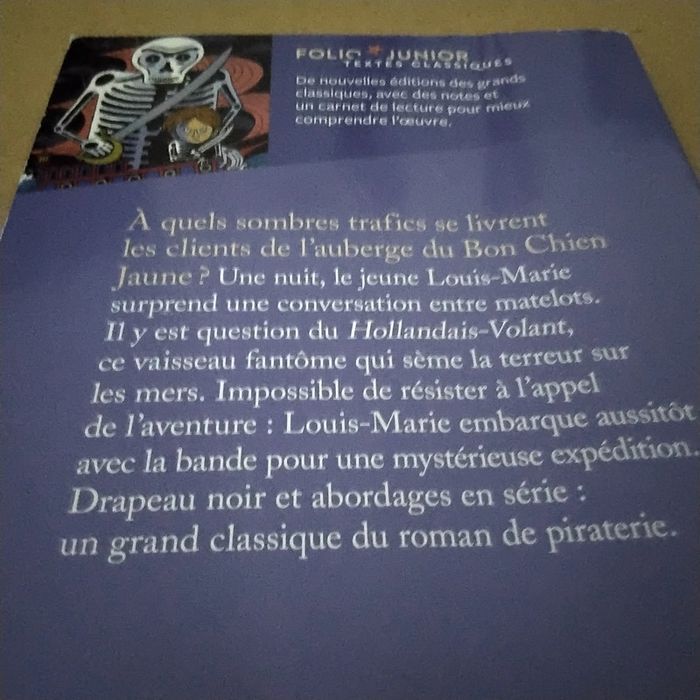 FOLIO ★ JUNIOR
TEXTES CLASSIQUES
De nouvelles éditions des grands
classiques, avec des notes et
un carnet de lecture pour mieux
comprendre l'œuvre.
À quels sombres trafics se livrent
les clients de l'auberge du Bon Chien
Jaune ? Une nuit, le jeune Louis-Marie
surprend une conversation entre matelots.
Il y est question du Hollandais-Volant,
ce vaisseau fantôme qui sème la terreur sur
les mers. Impossible de résister à l'appel
de l'aventure : Louis-Marie embarque aussitôt
avec la bande pour une mystérieuse expédition.
Drapeau noir et abordages en série :
un grand classique du roman de piraterie.